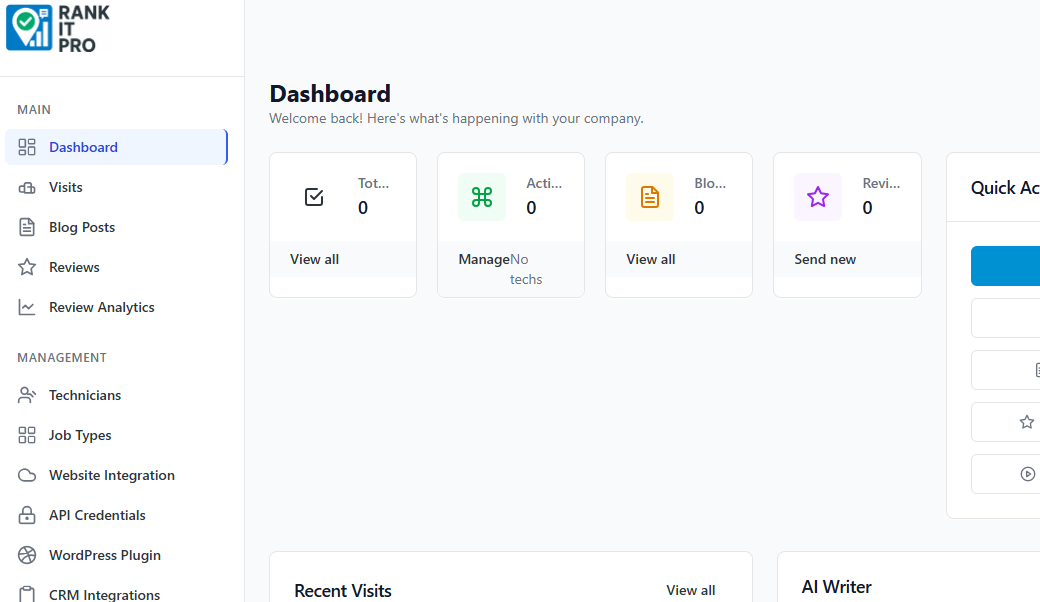 RANK
IT
PRO
MAIN
Dashboard
Visits
Blog Posts
Reviews
Review Analytics
MANAGEMENT
Technicians
Job Types
Website Integration
API Credentials
WordPress Plugin
CRM Integrations
Dashboard
Welcome back! Here's what's happening with your company.
Tot...
0
View all
Acti...
0
Manage No
techs
Blo...
0
View all
Revi...
0
Send new
Quick Ac
Recent Visits
View all
AI Writer